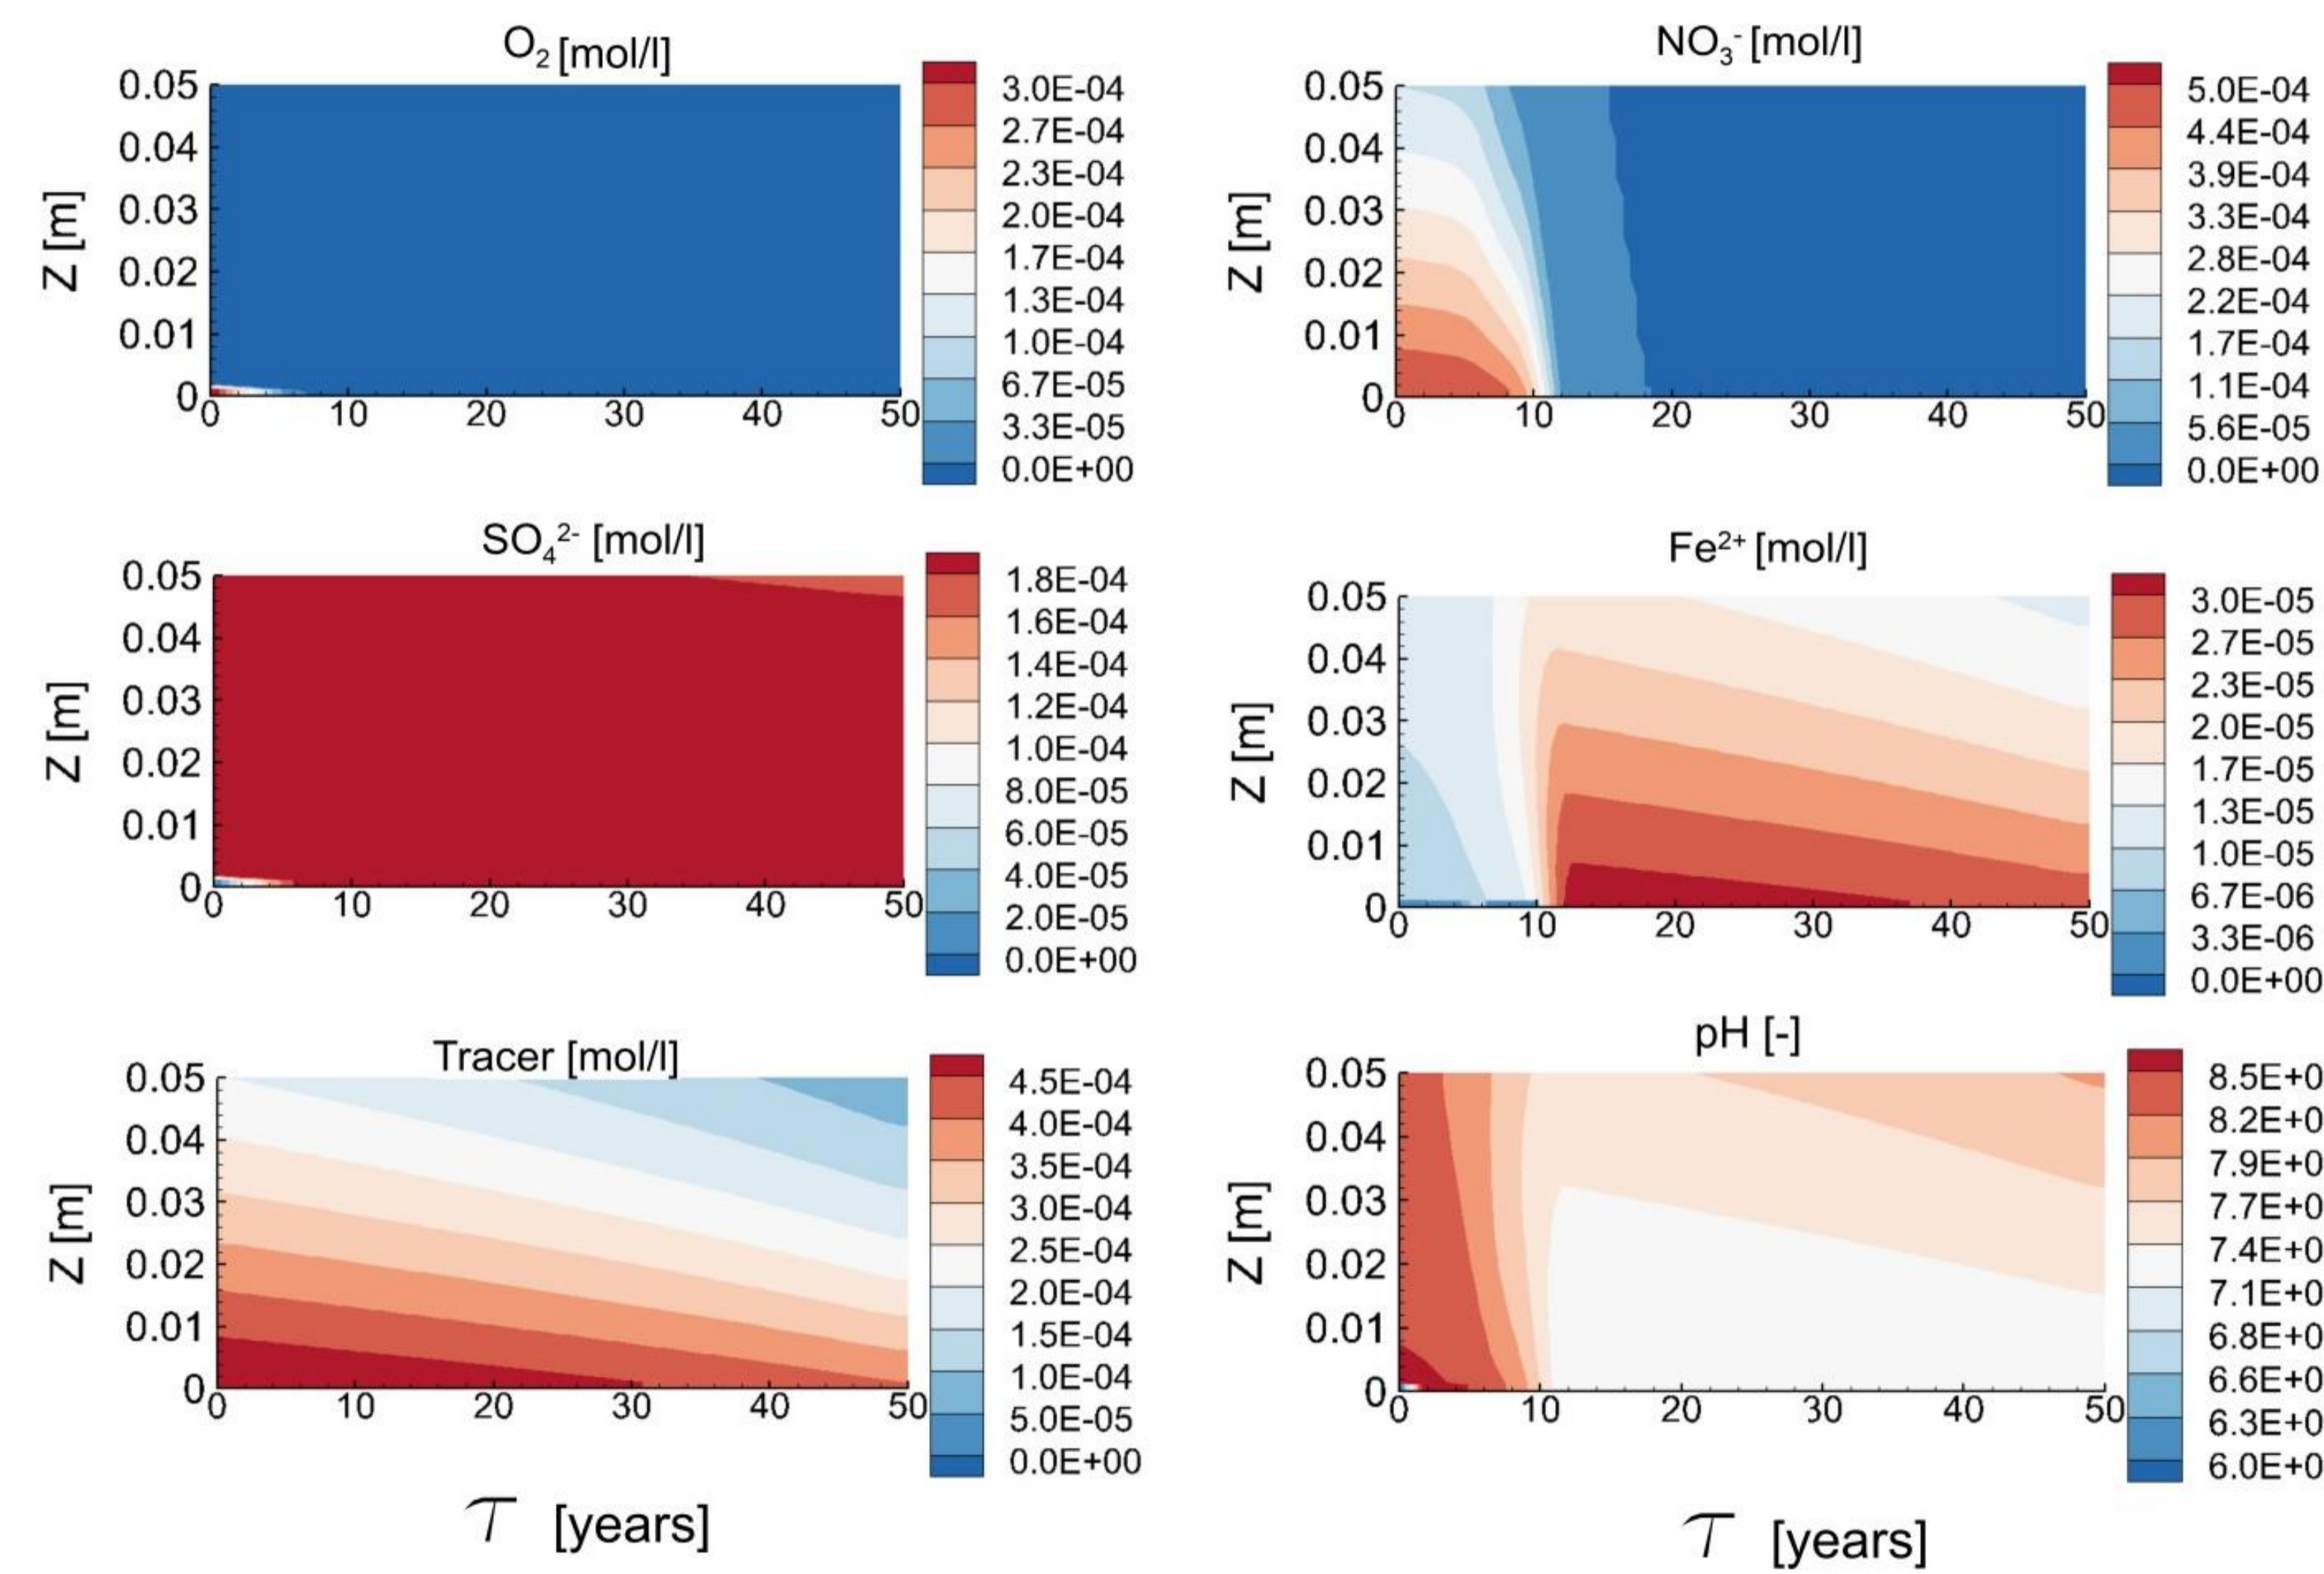 O₂ [mol/l]
Z [m]
0.05
0.04
0.03
0.02
0.01
0
0 10 20 30 40 50
3.0E-04
2.7E-04
2.3E-04
2.0E-04
1.7E-04
1.3E-04
1.0E-04
6.7E-05
3.3E-05
0.0E+00
NO₃⁻ [mol/l]
Z [m]
0.05
0.04
0.03
0.02
0.01
0
0 10 20 30 40 50
5.0E-04
4.4E-04
3.9E-04
3.3E-04
2.8E-04
2.2E-04
1.7E-04
1.1E-04
5.6E-05
0.0E+00
SO₄²⁻ [mol/l]
Z [m]
0.05
0.04
0.03
0.02
0.01
0
0 10 20 30 40 50
1.8E-04
1.6E-04
1.4E-04
1.2E-04
1.0E-04
8.0E-05
6.0E-05
4.0E-05
2.0E-05
0.0E+00
Fe²⁺ [mol/l]
Z [m]
0.05
0.04
0.03
0.02
0.01
0
0 10 20 30 40 50
3.0E-05
2.7E-05
2.3E-05
2.0E-05
1.7E-05
1.3E-05
1.0E-05
6.7E-06
3.3E-06
0.0E+00
Tracer [mol/l]
Z [m]
0.05
0.04
0.03
0.02
0.01
0
0 10 20 30 40 50
4.5E-04
4.0E-04
3.5E-04
3.0E-04
2.5E-04
2.0E-04
1.5E-04
1.0E-04
5.0E-05
0.0E+00
τ [years]
pH [-]
Z [m]
0.05
0.04
0.03
0.02
0.01
0
0 10 20 30 40 50
8.5E+0
8.2E+0
7.9E+0
7.7E+0
7.4E+0
7.1E+0
6.8E+0
6.6E+0
6.3E+0
6.0E+0
τ [years]